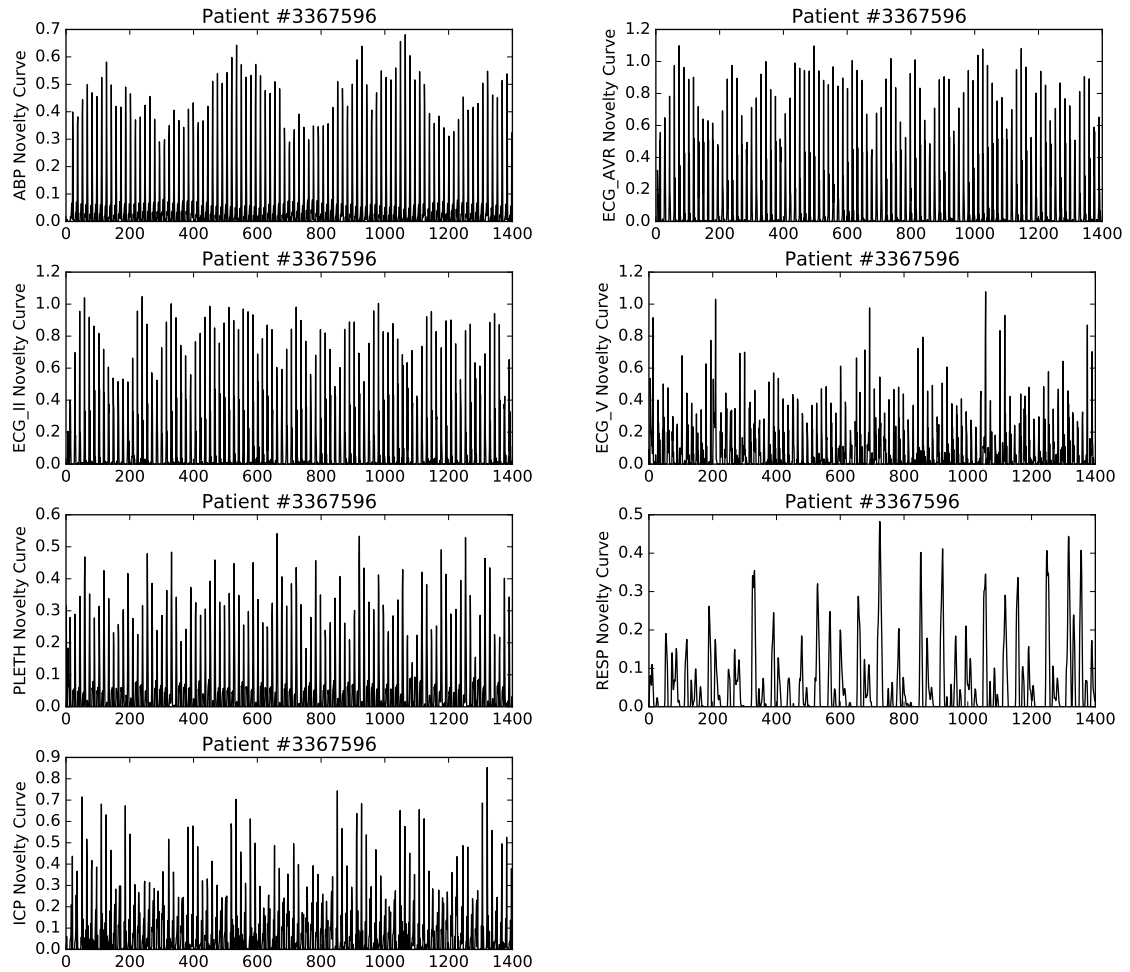 Patient #3367596
ABP Novelty Curve
0.7
0.6
0.5
0.4
0.3
0.2
0.1
0.0
0 200 400 600 800 1000 1200 1400
Patient #3367596
ECG_AVR Novelty Curve
1.2
1.0
0.8
0.6
0.4
0.2
0.0
0 200 400 600 800 1000 1200 1400
Patient #3367596
ECG_II Novelty Curve
1.2
1.0
0.8
0.6
0.4
0.2
0.0
0 200 400 600 800 1000 1200 1400
Patient #3367596
ECG_V Novelty Curve
1.2
1.0
0.8
0.6
0.4
0.2
0.0
0 200 400 600 800 1000 1200 1400
Patient #3367596
PLETH Novelty Curve
0.6
0.5
0.4
0.3
0.2
0.1
0.0
0 200 400 600 800 1000 1200 1400
Patient #3367596
RESP Novelty Curve
0.5
0.4
0.3
0.2
0.1
0.0
0 200 400 600 800 1000 1200 1400
Patient #3367596
ICP Novelty Curve
0.9
0.8
0.7
0.6
0.5
0.4
0.3
0.2
0.1
0.0
0 200 400 600 800 1000 1200 1400